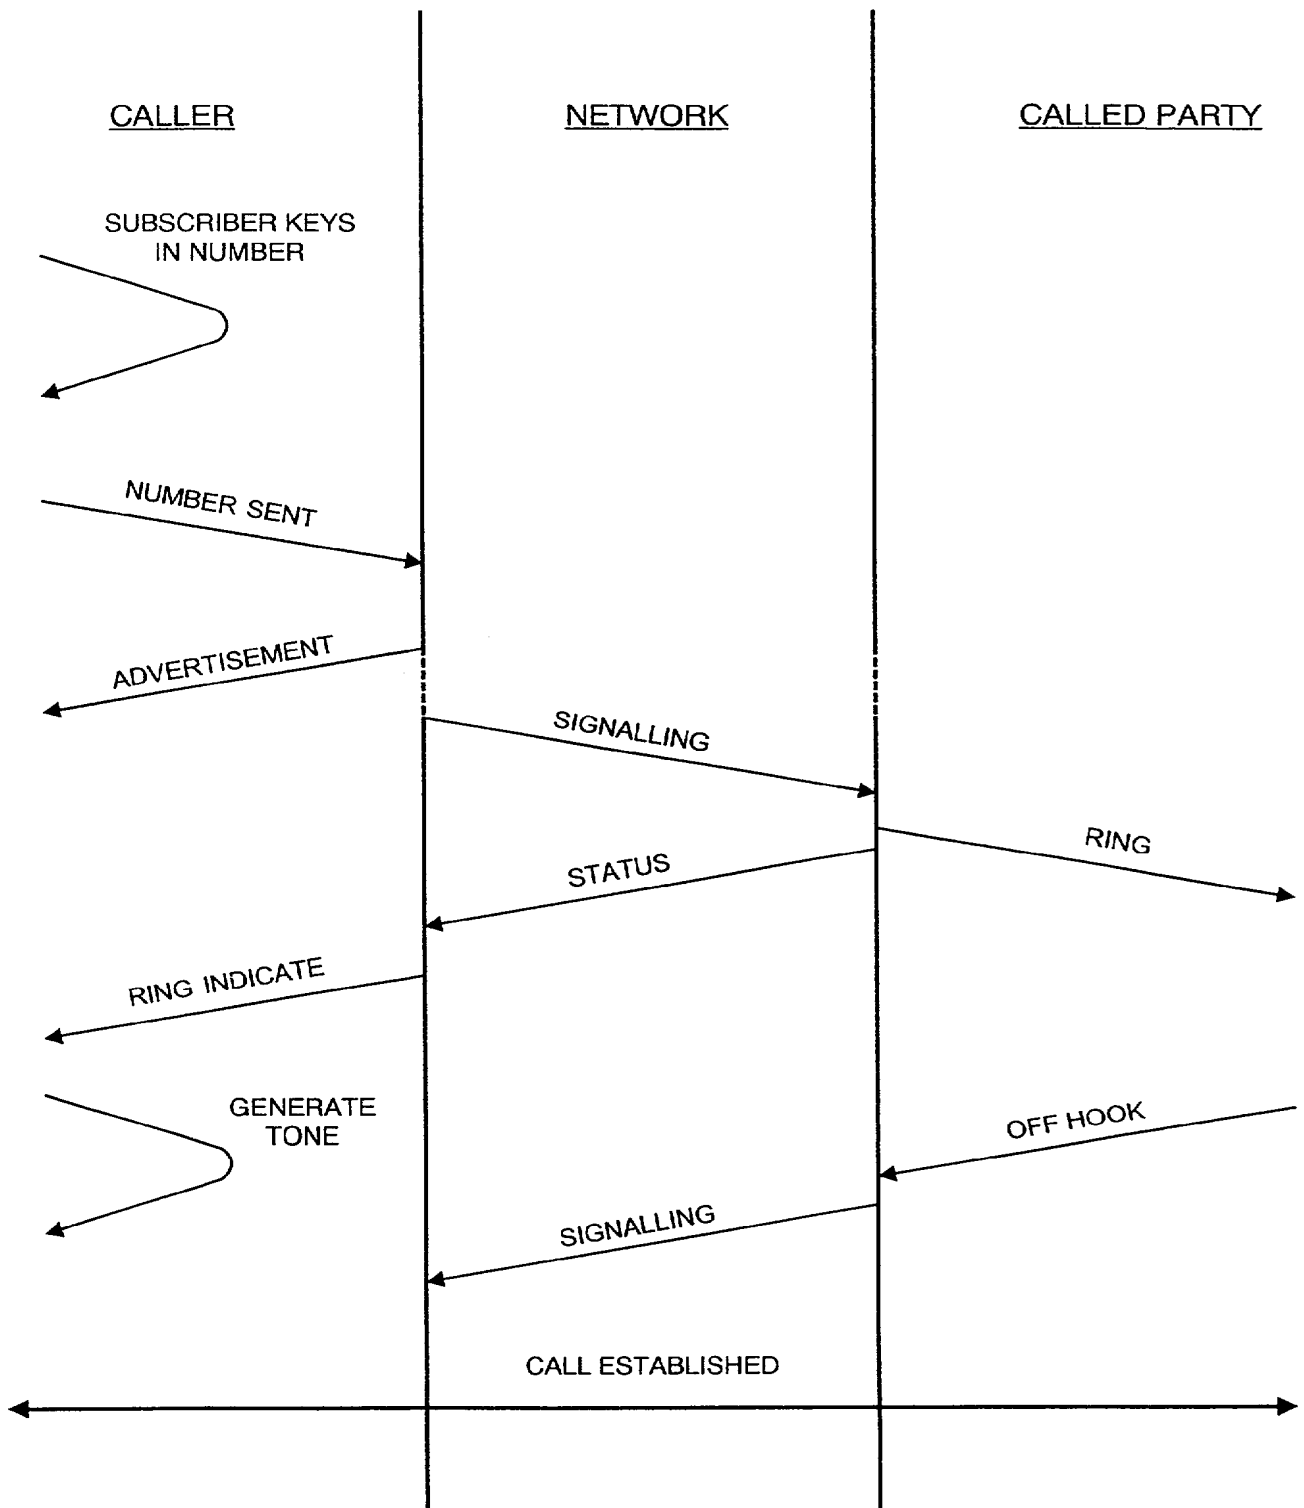 CALLER
NETWORK
CALLED PARTY
SUBSCRIBER KEYS
IN NUMBER
NUMBER SENT
ADVERTISEMENT
SIGNALLING
RING
STATUS
RING INDICATE
GENERATE
TONE
OFF HOOK
SIGNALLING
CALL ESTABLISHED